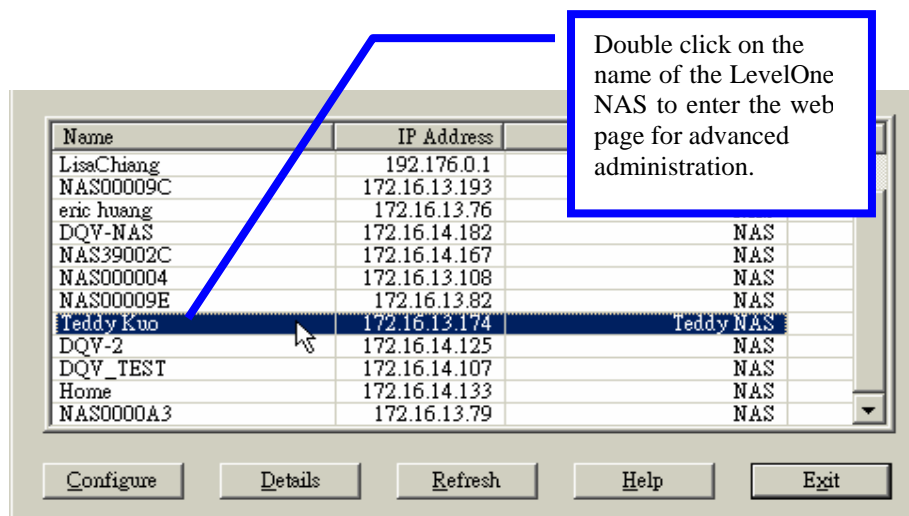 Double click on the
name of the LevelOne
NAS to enter the web
page for advanced
administration.
Name IP Address
LisaChiang 192.176.0.1
NAS00009C 172.16.13.193
eric huang 172.16.13.76
DQV-NAS 172.16.14.182 NAS
NAS39002C 172.16.14.167 NAS
NAS000004 172.16.13.108 NAS
NAS00009E 172.16.13.82 NAS
Teddy Kuo 172.16.13.174 Teddy NAS
DQV-2 172.16.14.125 NAS
DQV_TEST 172.16.14.107 NAS
Home 172.16.14.133 NAS
NAS0000A3 172.16.13.79 NAS
Configure Details Refresh Help Exit